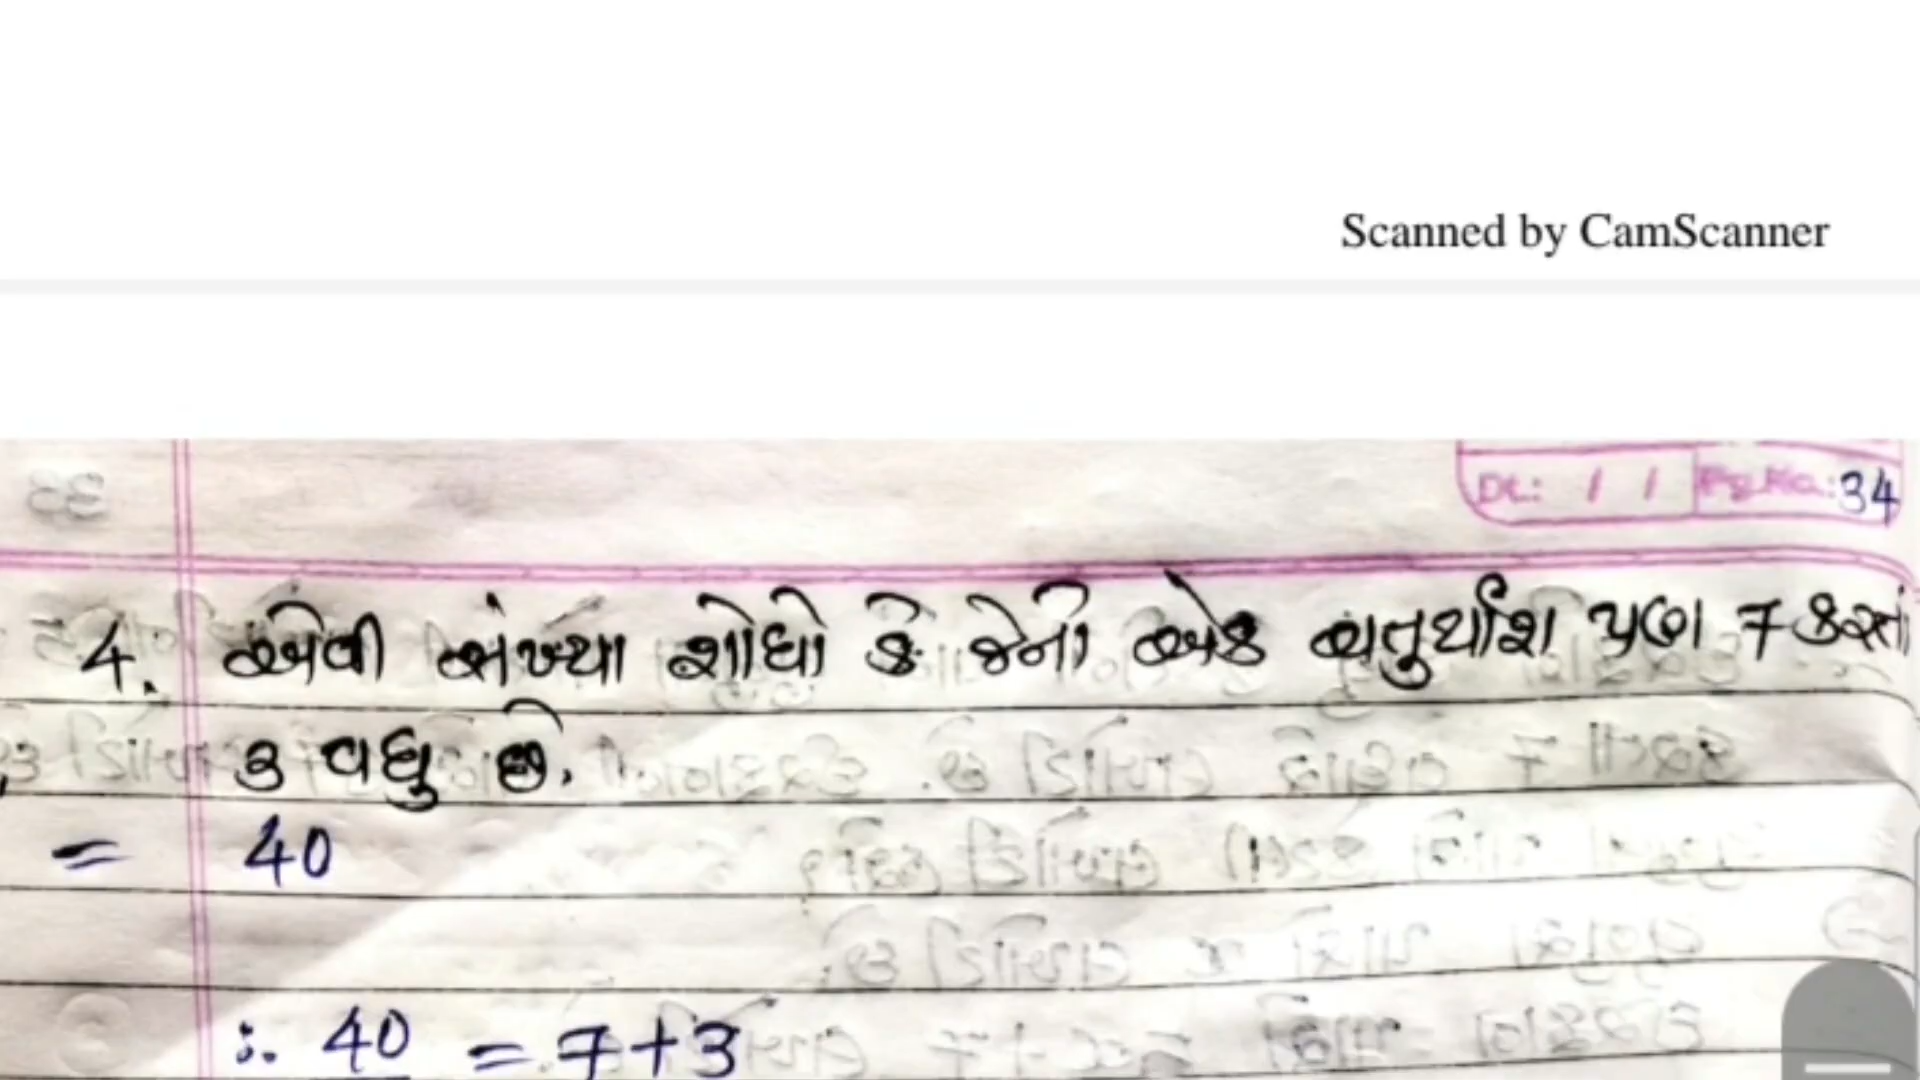 Scanned by CamScanner
Dt.: / / Pg.No.: 34
4. એવી સંખ્યા શોધો કે જેની એક ચતુર્થાંશ પણ 7 કરતાં
3 વધુ છે.
= 40
∴ 40 = 7+3